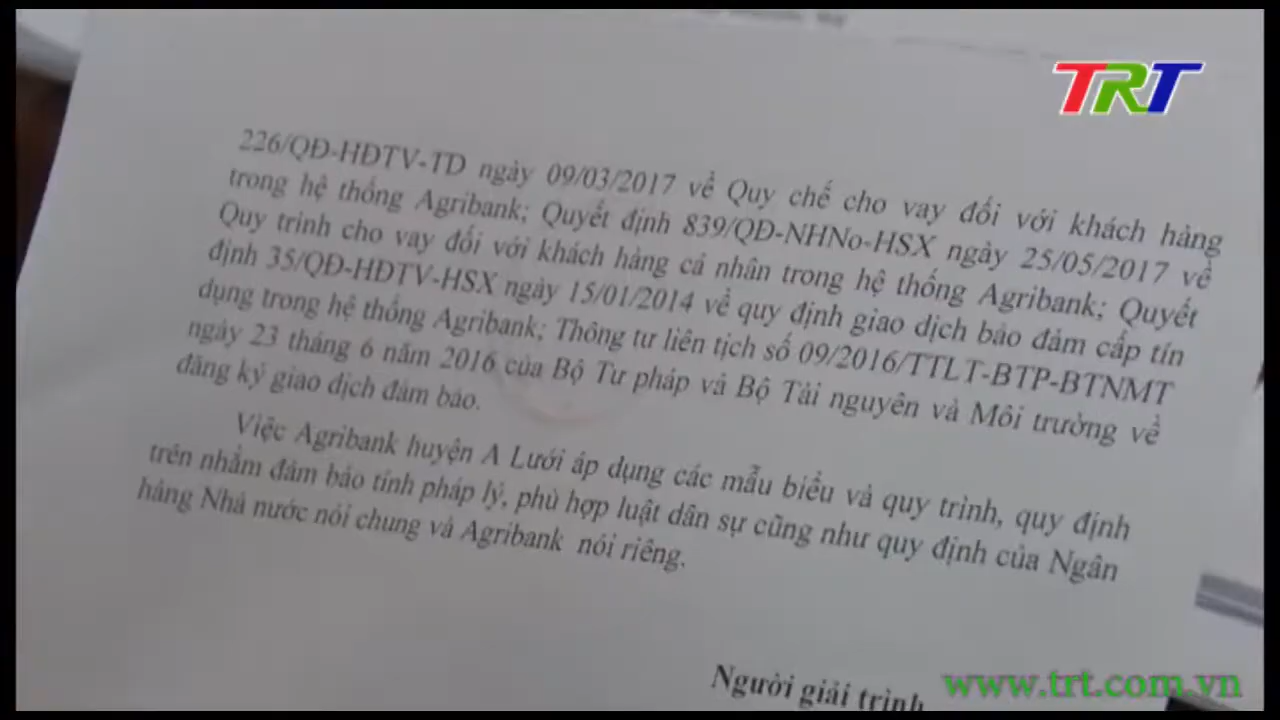 TRT
226/QĐ-HĐTV-TD ngày 09/03/2017 về Quy chế cho vay đối với khách hàng
trong hệ thống Agribank; Quyết định 839/QĐ-NHNo-HSX ngày 25/05/2017 về
Quy trình cho vay đối với khách hàng cá nhân trong hệ thống Agribank; Quyết
định 35/QĐ-HĐTV-HSX ngày 15/01/2014 về quy định giao dịch bảo đảm cấp tín
dụng trong hệ thống Agribank; Thông tư liên tịch số 09/2016/TTLT-BTP-BTNMT
ngày 23 tháng 6 năm 2016 của Bộ Tư pháp và Bộ Tài nguyên và Môi trường về
đăng ký giao dịch đảm bảo.
Việc Agribank huyện A Lưới áp dụng các mẫu biểu và quy trình, quy định
trên nhằm đảm bảo tính pháp lý, phù hợp luật dân sự cũng như quy định của Ngân
hàng Nhà nước nói chung và Agribank nói riêng.
Người giải trình
www.trt.com.vn